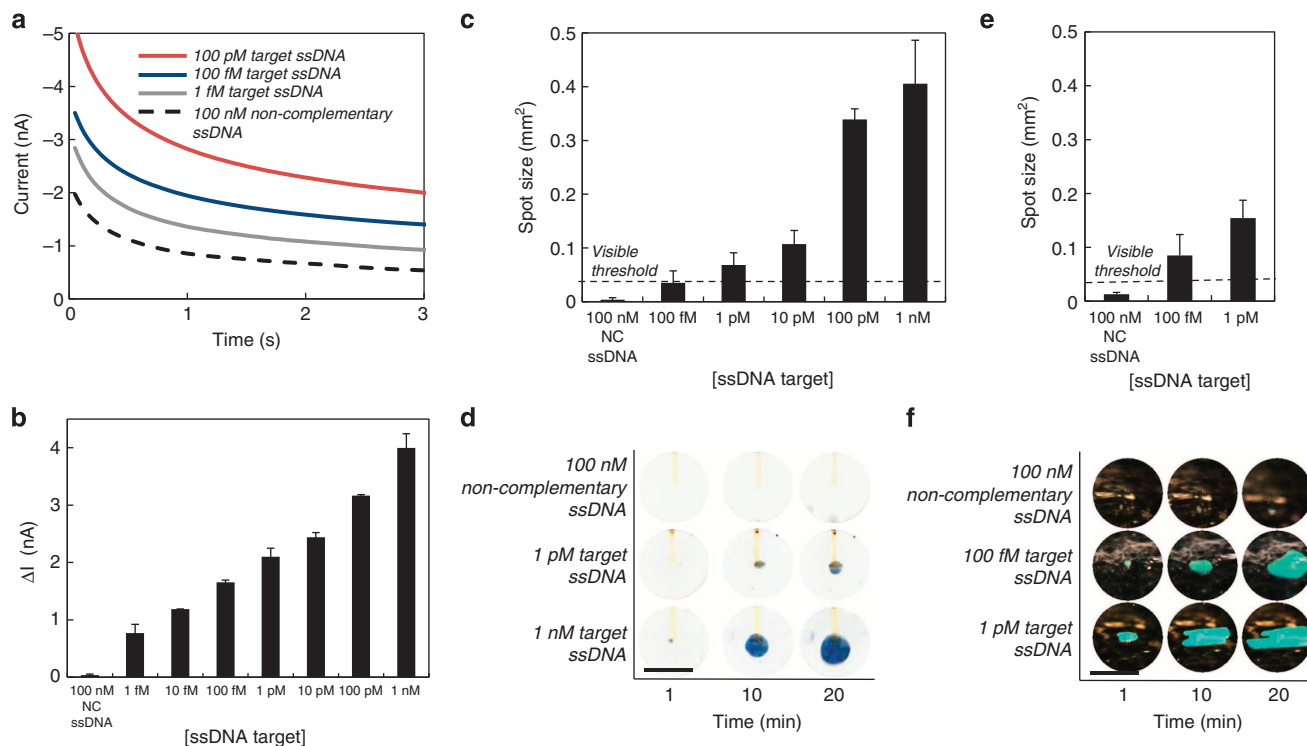 a
−5
−4
−3
−2
−1
0
Current (nA)
100 pM target ssDNA
100 fM target ssDNA
1 fM target ssDNA
100 nM non-complementary
ssDNA
0
1
2
3
Time (s)
b
4
3
2
1
0
ΔI (nA)
100 nM
NC
ssDNA
1 fM
10 fM
100 fM
1 pM
10 pM
100 pM
1 nM
[ssDNA target]
c
0.5
0.4
0.3
0.2
0.1
0
Spot size (mm²)
Visible
threshold
100 nM
NC
ssDNA
100 fM
1 pM
10 pM
100 pM
1 nM
[ssDNA target]
d
100 nM
non-complementary
ssDNA
1 pM target
ssDNA
1 nM target
ssDNA
1
10
20
Time (min)
e
0.5
0.4
0.3
0.2
0.1
0
Spot size (mm²)
Visible
threshold
100 nM
NC
ssDNA
100 fM
1 pM
[ssDNA target]
f
100 nM
non-complementary
ssDNA
100 fM target
ssDNA
1 pM target
ssDNA
1
10
20
Time (min)